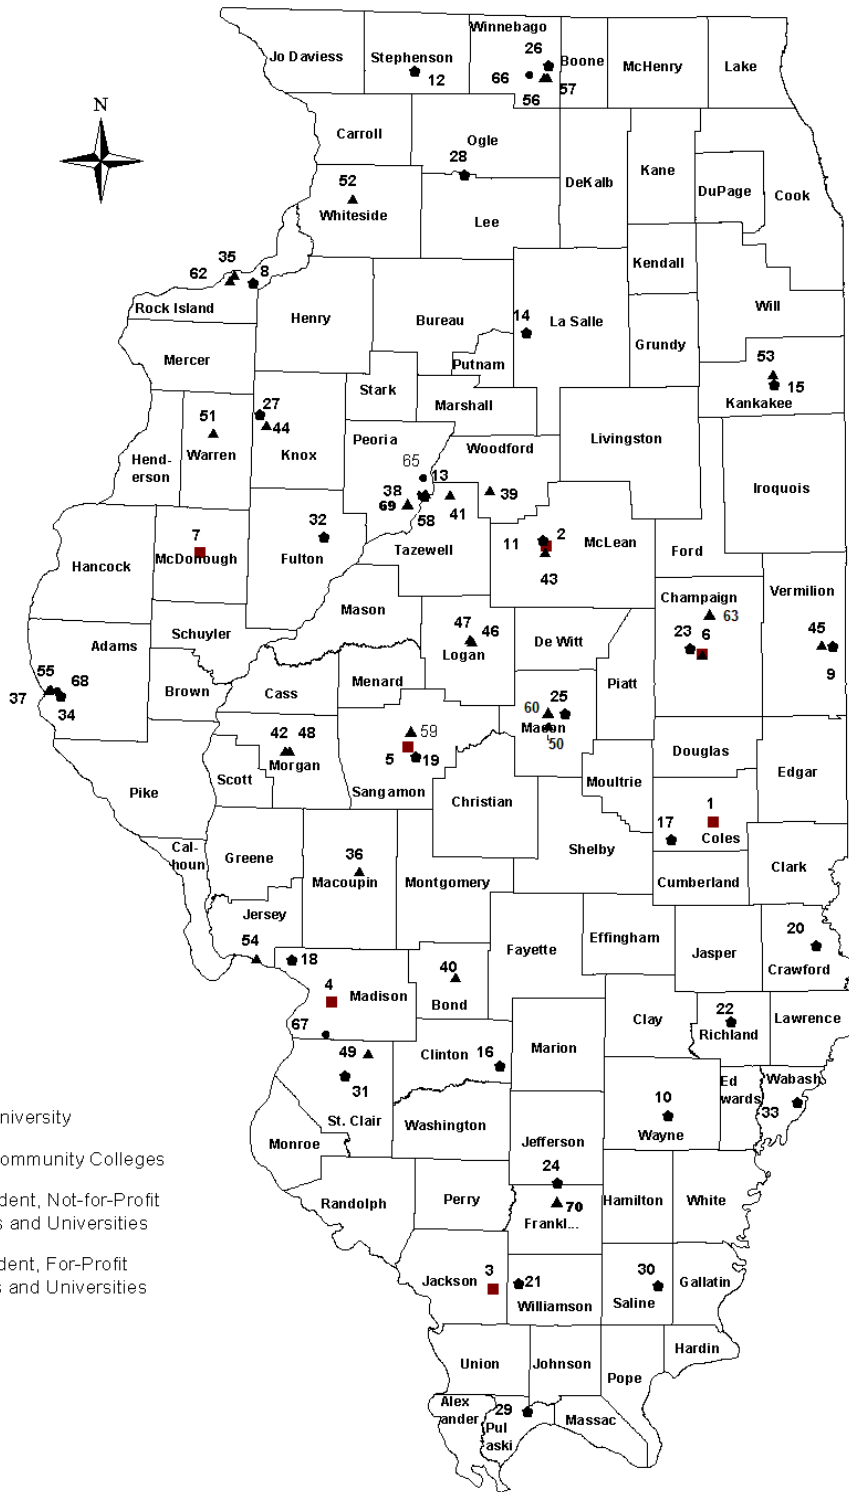 Winnebago
26
Jo Daviess
Stephenson
Boone
McHenry
Lake
12
66
56
57
N
Carroll
Ogle
28
DeKalb
Kane
DuPage
Cook
52
Whiteside
Lee
35
62
8
Kendall
Rock Island
Henry
Bureau
14
La Salle
Will
Grundy
Mercer
Putnam
53
15
Kankakee
Stark
Marshall
27
44
51
Warren
Knox
Peoria
Woodford
Livingston
Hend-
erson
65
13
Iroquois
38
69
58
41
39
32
7
McDonough
Fulton
Tazewell
11
2
McLean
43
Ford
Hancock
Vermilion
Champaign
63
Mason
Schuyler
Adams
47
46
Logan
De Witt
23
6
45
9
55
68
37
34
Brown
Cass
Menard
Piatt
60
25
Macon
50
42
48
Morgan
59
5
19
Sangamon
Scott
Pike
Christian
Moultrie
Douglas
Edgar
1
17
Coles
Cal-
houn
Greene
36
Macoupin
Montgomery
Shelby
Cumberland
Clark
Jersey
54
18
Fayette
Effingham
Jasper
20
Crawford
4
Madison
40
Bond
67
Clay
22
Richland
Lawrence
49
Clinton
16
Marion
31
St. Clair
Ed
wards
Wabash
33
10
Wayne
Washington
Monroe
Jefferson
niversity
ommunity Colleges
dent, Not-for-Profit
s and Universities
dent, For-Profit
s and Universities
24
Randolph
Perry
70
Frankl...
Hamilton
White
3
Jackson
21
Williamson
30
Saline
Gallatin
Hardin
Union
Johnson
Pope
Alex
ander
29
Pul
aski
Massac